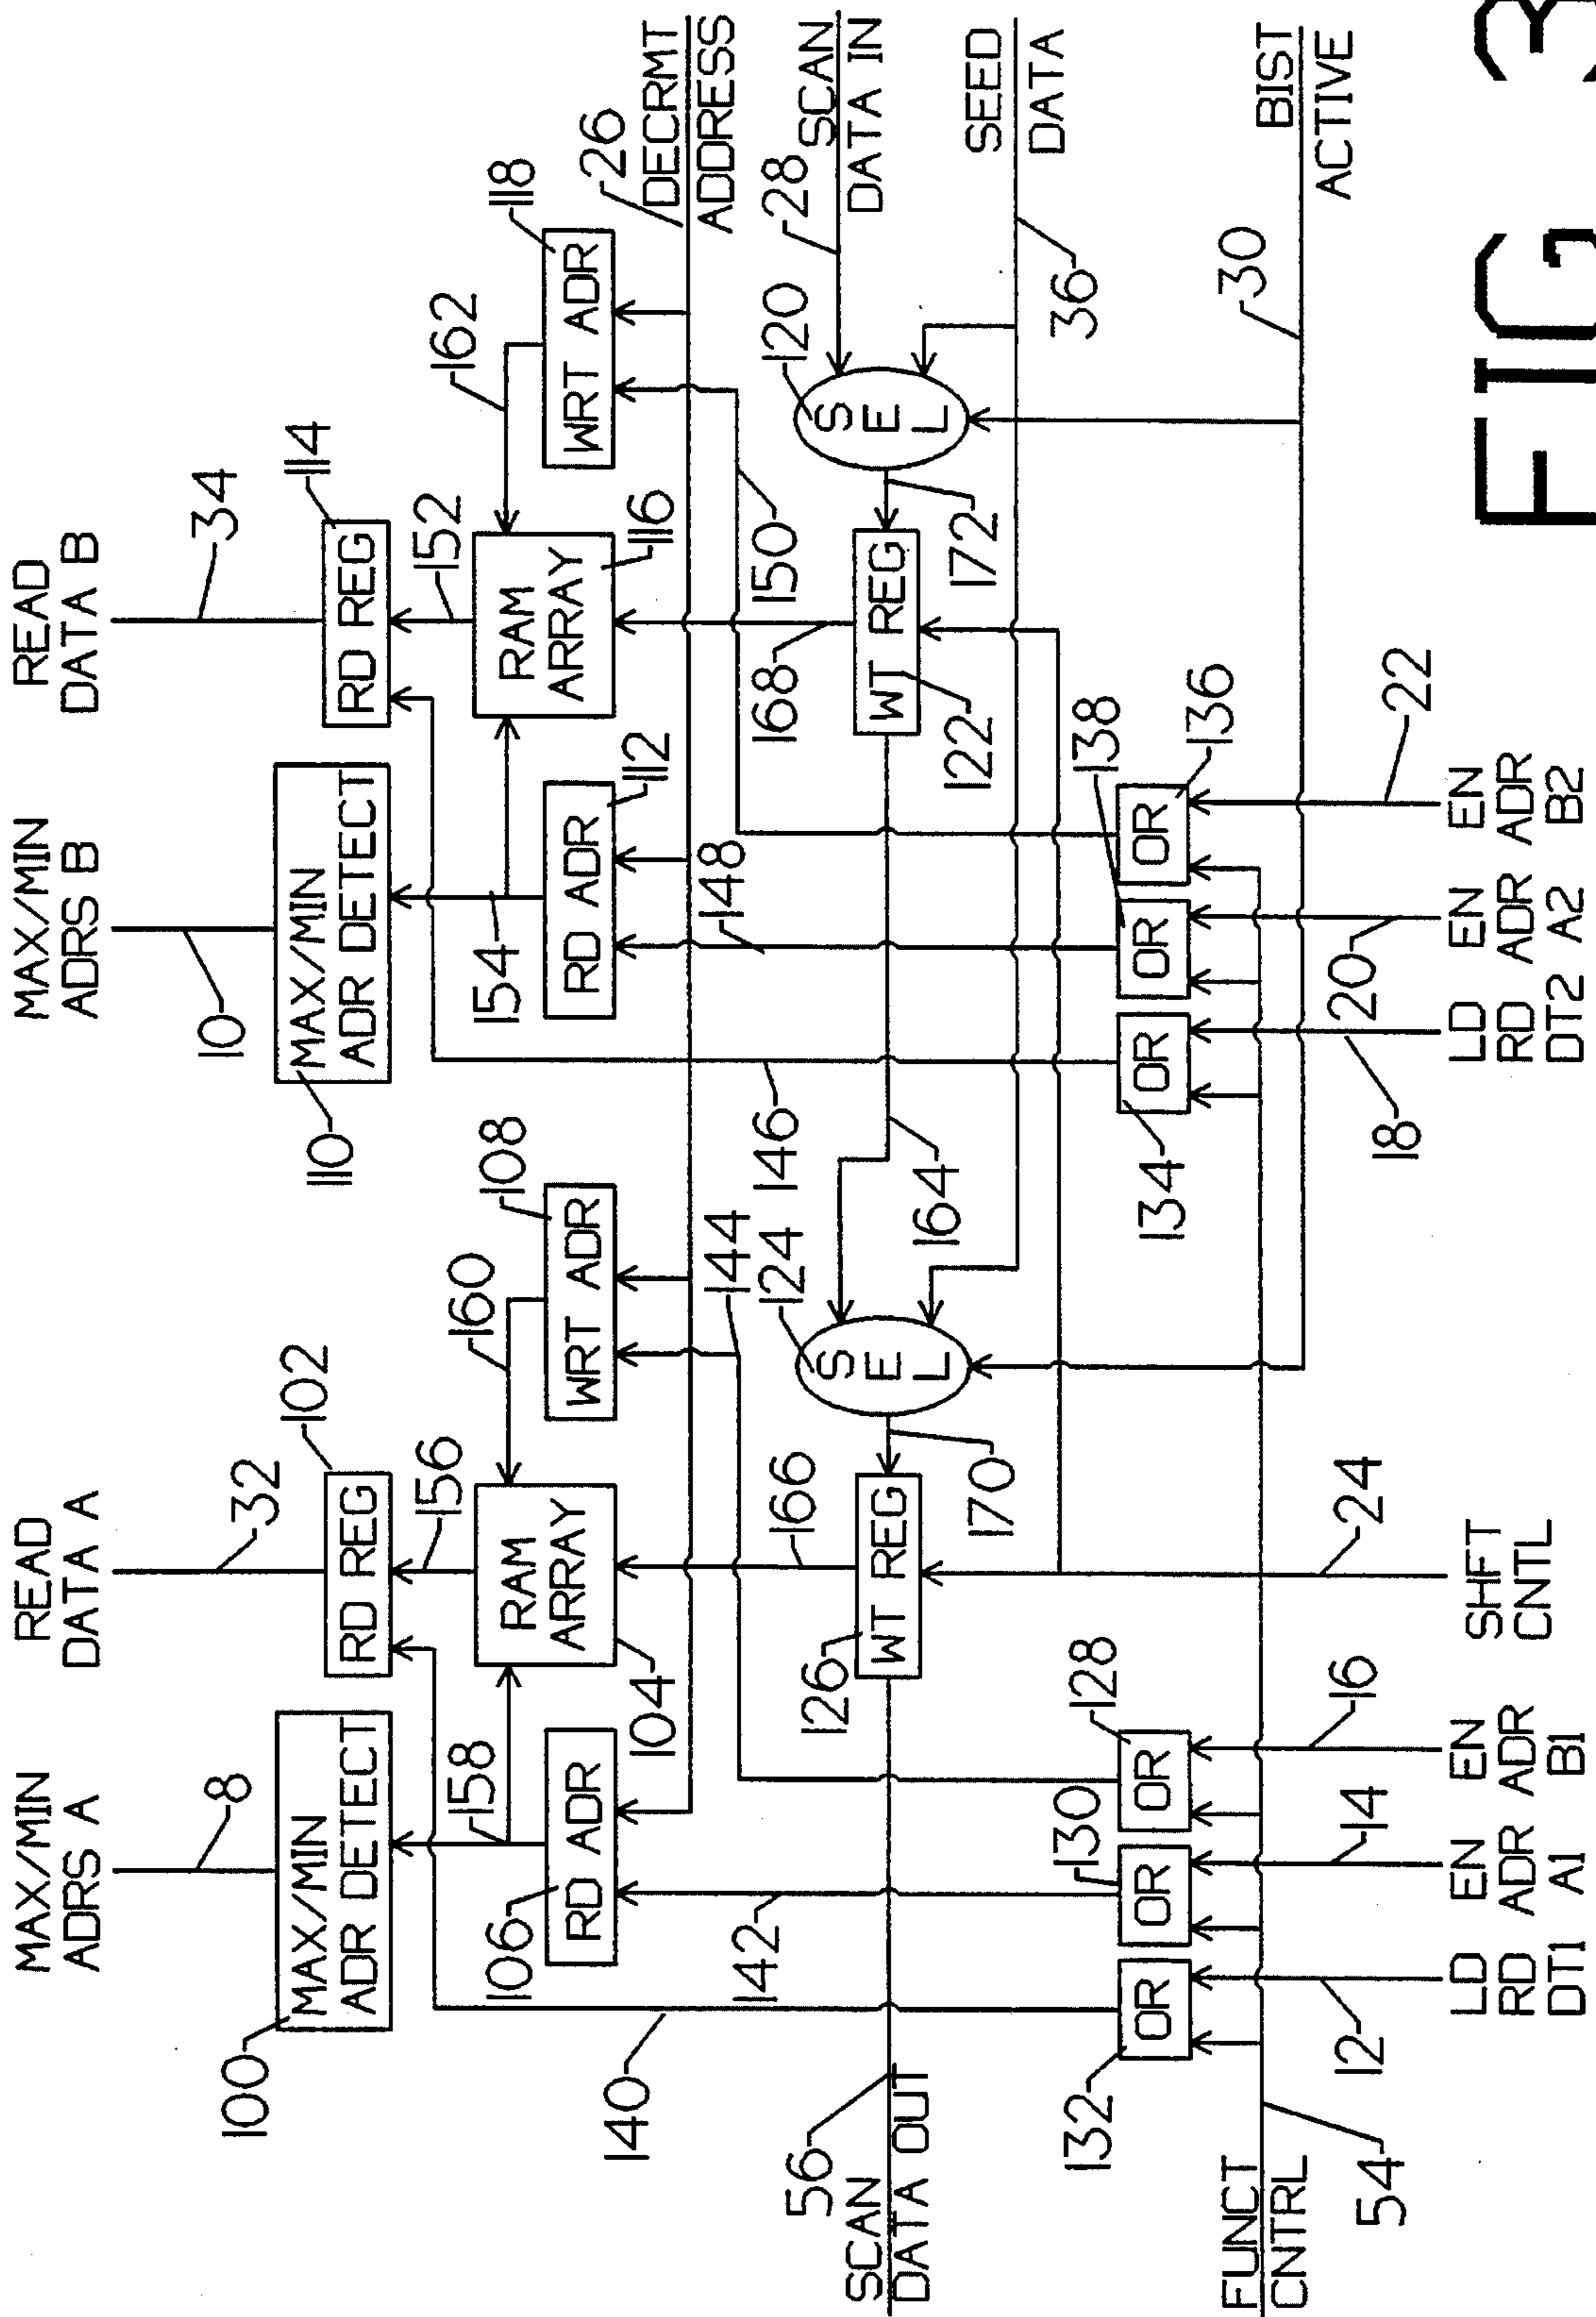 MAX/MIN
ADRS A
READ
DATA A
MAX/MIN
ADRS B
READ
DATA B
8
32
10
34
100
MAX/MIN
ADR DETECT
102
RD REG
110
MAX/MIN
ADR DETECT
114
RD REG
158
156
160
154
152
162
RAM
ARRAY
104
RAM
ARRAY
116
106
RD ADR
108
WRT ADR
112
RD ADR
118
WRT ADR
26
DECRMT
ADDRESS
140
142
166
144
146
148
168
150
28
SCAN
DATA IN
56
SCAN
DATA OUT
126
WT REG
170
124
SEL
164
122
WT REG
172
120
SEL
36
SEED
DATA
132
OR
130
OR
128
OR
134
OR
138
OR
136
OR
30
BIST
ACTIVE
FUNCT
CNTRL
54
12
14
16
24
18
20
22
LD
RD
DT1
EN
ADR
A1
EN
ADR
B1
SHFT
CNTL
LD
RD
DT2
EN
ADR
A2
EN
ADR
B2
FIG 3